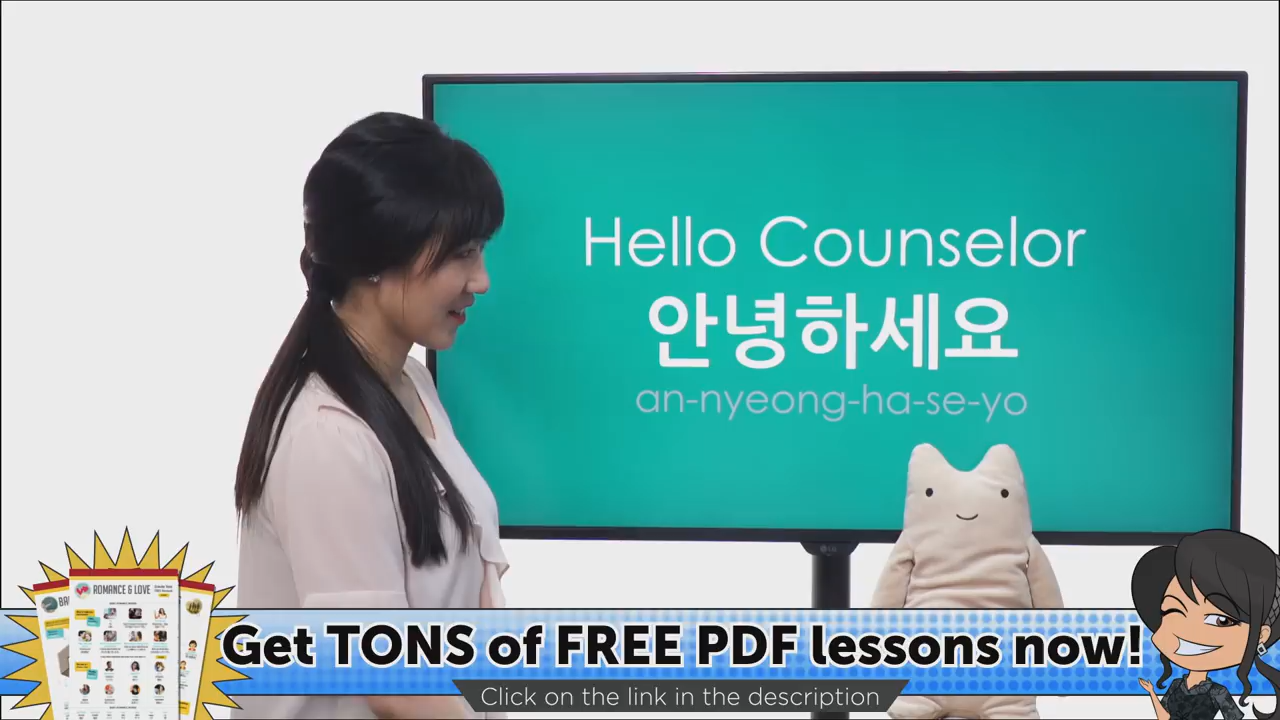 Hello Counselor
안녕하세요
an-nyeong-ha-se-yo
LG
ROMANCE & LOVE
Get TONS of FREE PDF lessons now!
Click on the link in the description